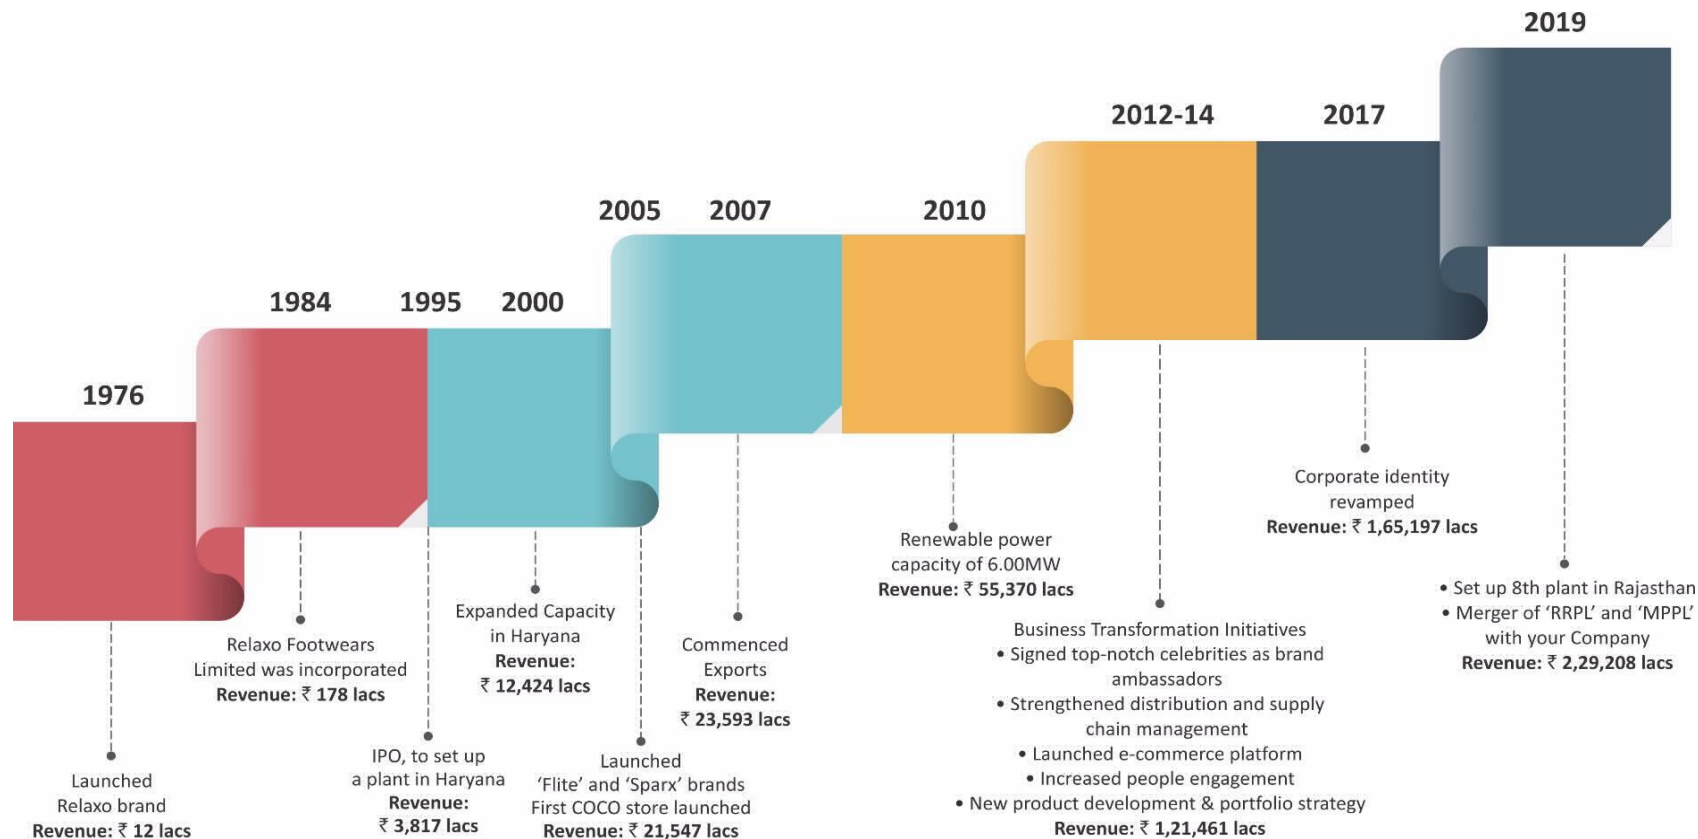 1976
Launched
Relaxo brand
Revenue: ₹ 12 lacs
1984
Relaxo Footwears
Limited was incorporated
Revenue: ₹ 178 lacs
1995
IPO, to set up
a plant in Haryana
Revenue:
₹ 3,817 lacs
2000
Expanded Capacity
in Haryana
Revenue:
₹ 12,424 lacs
2005
Launched
‘Flite’ and ‘Sparx’ brands
First COCO store launched
Revenue: ₹ 21,547 lacs
2007
Commenced
Exports
Revenue:
₹ 23,593 lacs
2010
Renewable power
capacity of 6.00MW
Revenue: ₹ 55,370 lacs
2012-14
Business Transformation Initiatives
• Signed top-notch celebrities as brand
ambassadors
• Strengthened distribution and supply
chain management
• Launched e-commerce platform
• Increased people engagement
• New product development & portfolio strategy
Revenue: ₹ 1,21,461 lacs
2017
Corporate identity
revamped
Revenue: ₹ 1,65,197 lacs
2019
• Set up 8th plant in Rajasthan
• Merger of ‘RRPL’ and ‘MPPL’
with your Company
Revenue: ₹ 2,29,208 lacs